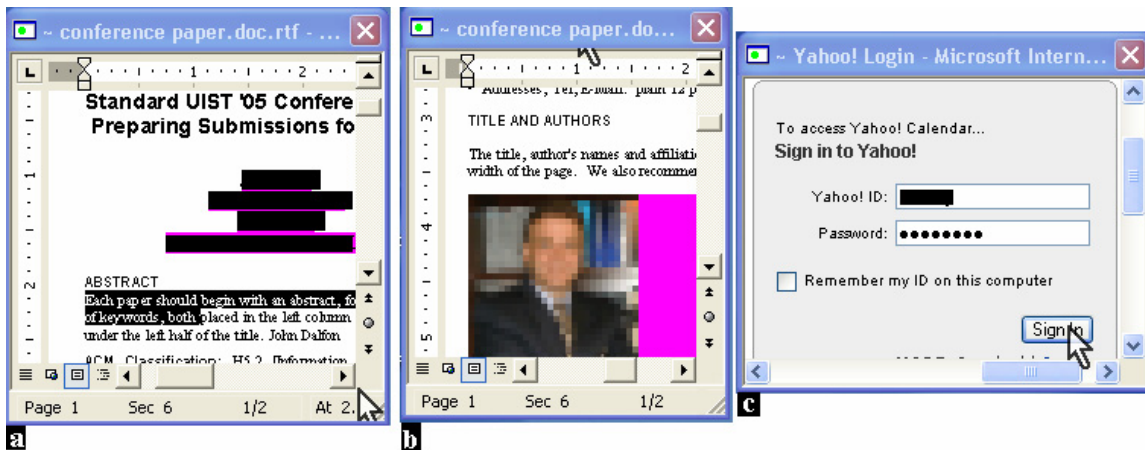 ~ conference paper.doc.rtf - ...
L
1
2
Standard UIST '05 Confere
Preparing Submissions fo
1
2
ABSTRACT
Each paper should begin with an abstract, fo
of keywords, both placed in the left column
under the left half of the title. John Dalfon
ACM Classification: H5.2 [Information
Page 1 Sec 6 1/2 At 2.
a
~ conference paper.do...
L
1
2
3
Addresses, Tel, E-mail: plain 12 p
TITLE AND AUTHORS
The title, author's names and affiliati
width of the page. We also recommen
4
5
Page 1 Sec 6 1/2
b
~ Yahoo! Login - Microsoft Intern...
To access Yahoo! Calendar...
Sign in to Yahoo!
Yahoo! ID:
Password: ●●●●●●●●
Remember my ID on this computer
Sign In
c